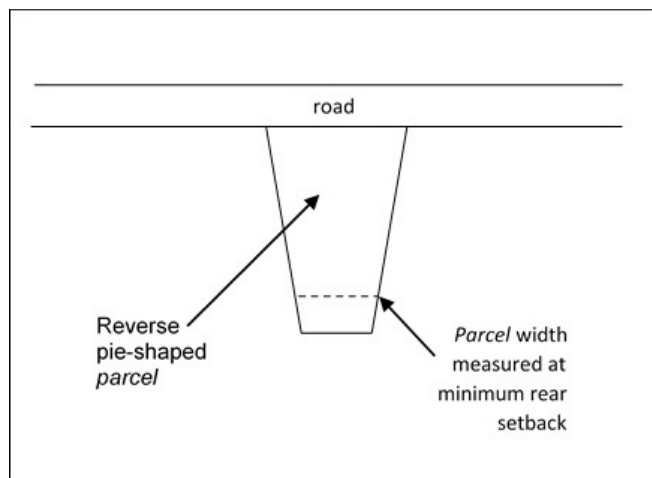 road
Reverse
pie-shaped
parcel
Parcel width
measured at
minimum rear
setback